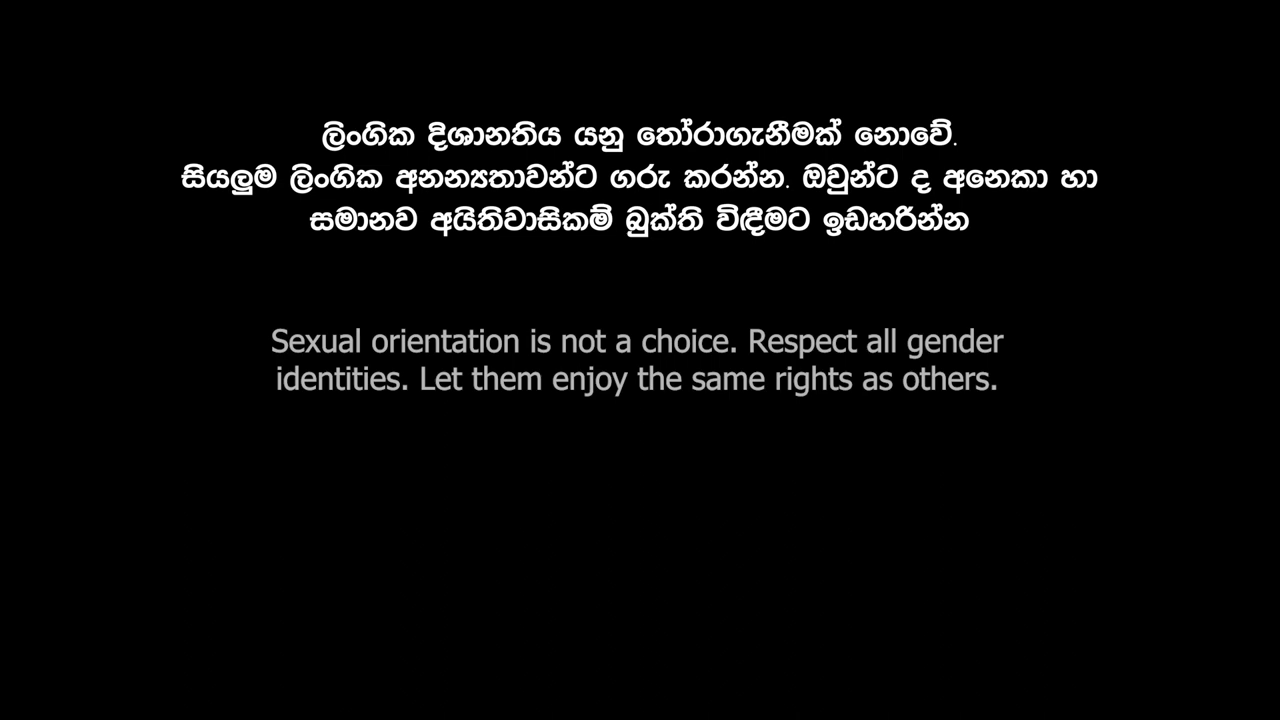 ලිංගික දිශානතිය යනු තෝරාගැනීමක් නොවේ.
සියලුම ලිංගික අනන්‍යතාවන්ට ගරු කරන්න. ඔවුන්ට ද අනෙකා හා
සමානව අයිතිවාසිකම් බුක්ති විඳීමට ඉඩහරින්න
Sexual orientation is not a choice. Respect all gender
identities. Let them enjoy the same rights as others.